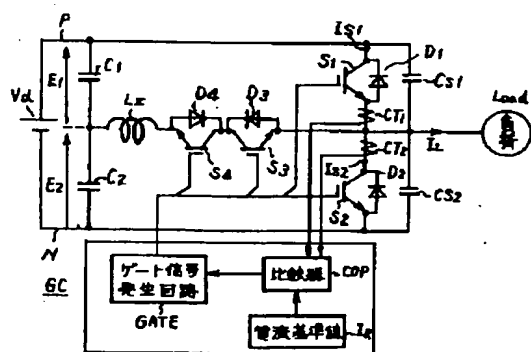 P
IS1
S1
D1
C1
E1
CS1
Vd
Lx
D4
D3
CT1
Load
負荷
IL
CT2
S4
S3
IS2
D2
E2
C2
S2
CS2
N
GC
ゲート信号
発生回路
比較器
COP
GATE
電流基準値
IR